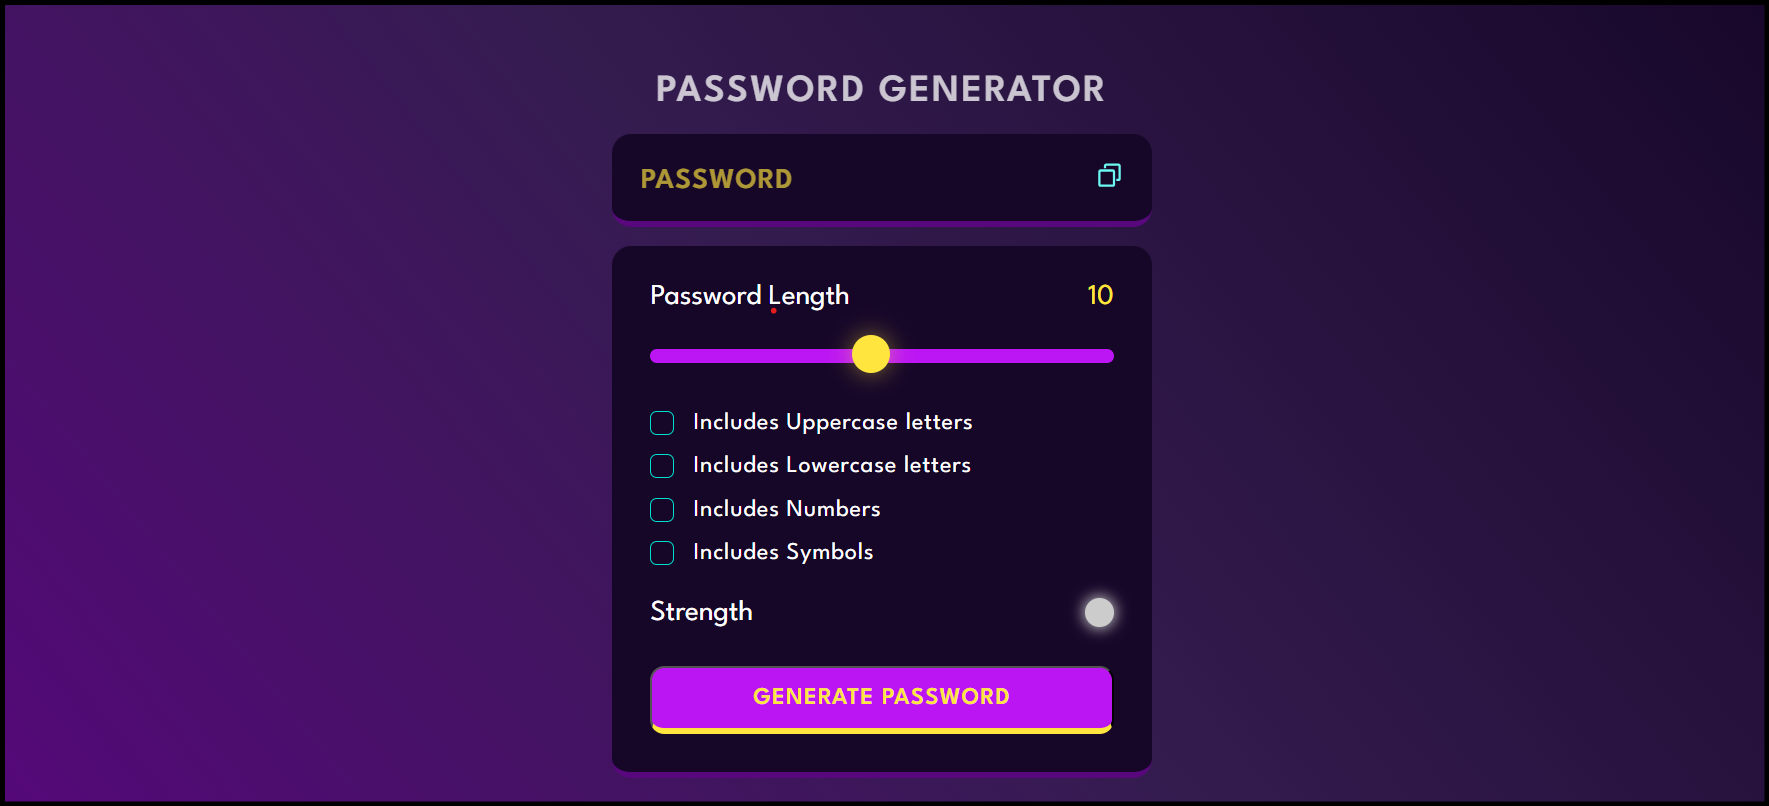 PASSWORD GENERATOR
PASSWORD
Password Length 10
Includes Uppercase letters
Includes Lowercase letters
Includes Numbers
Includes Symbols
Strength
GENERATE PASSWORD